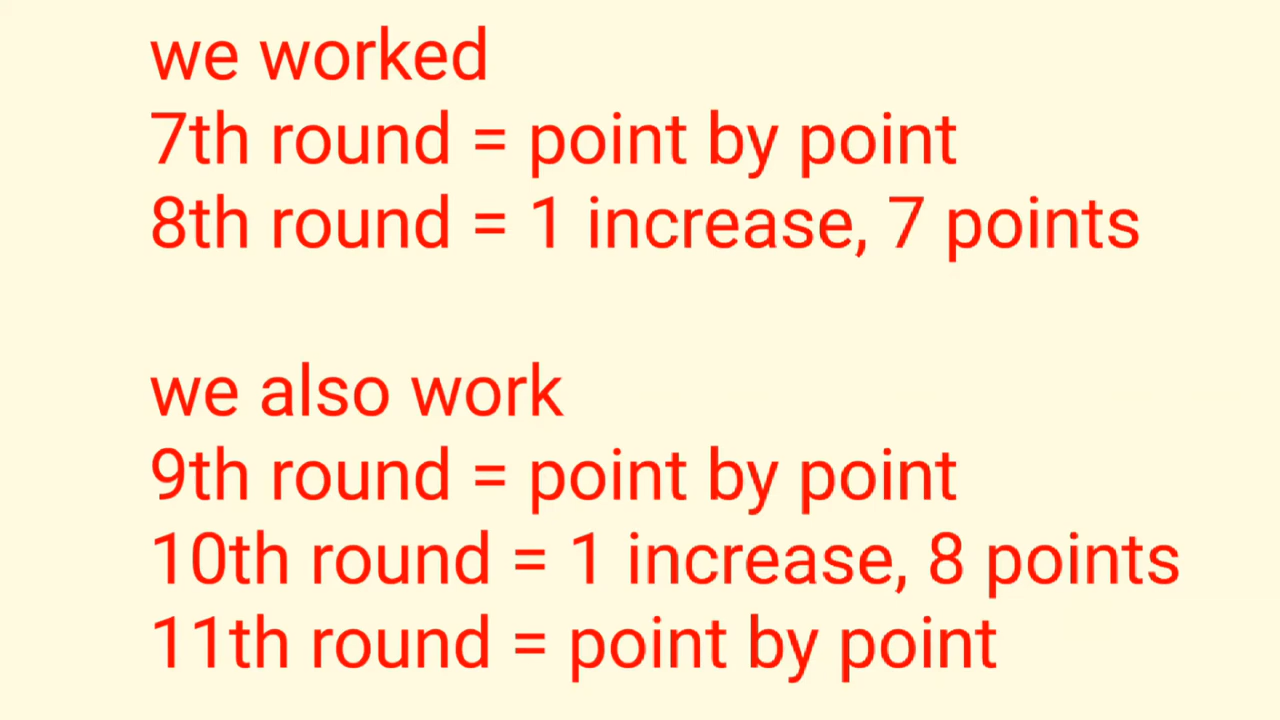 we worked
7th round = point by point
8th round = 1 increase, 7 points
we also work
9th round = point by point
10th round = 1 increase, 8 points
11th round = point by point